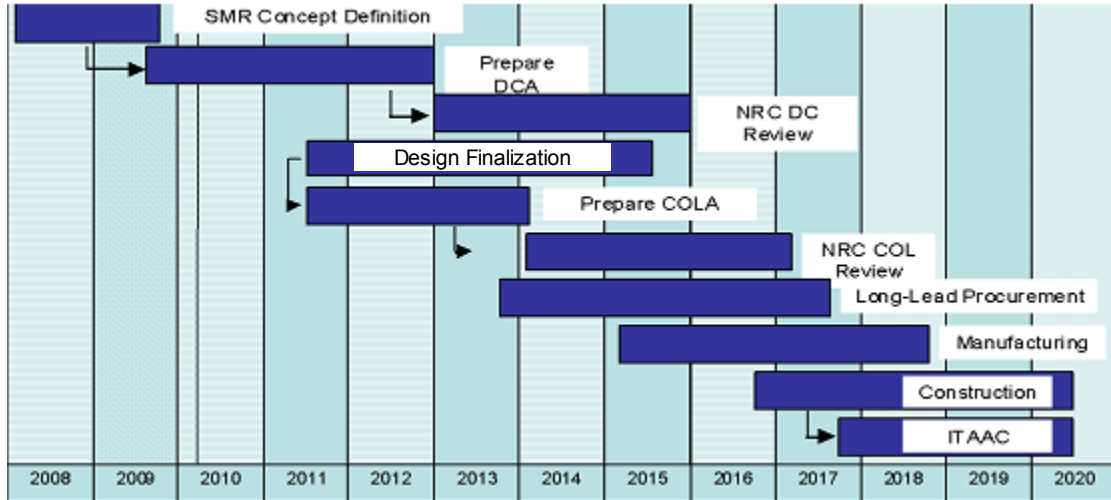 SMR Concept Definition
Prepare
DCA
NRC DC
Review
Design Finalization
Prepare COLA
NRC COL
Review
Long-Lead Procurement
Manufacturing
Construction
ITAAC
2008 2009 2010 2011 2012 2013 2014 2015 2016 2017 2018 2019 2020